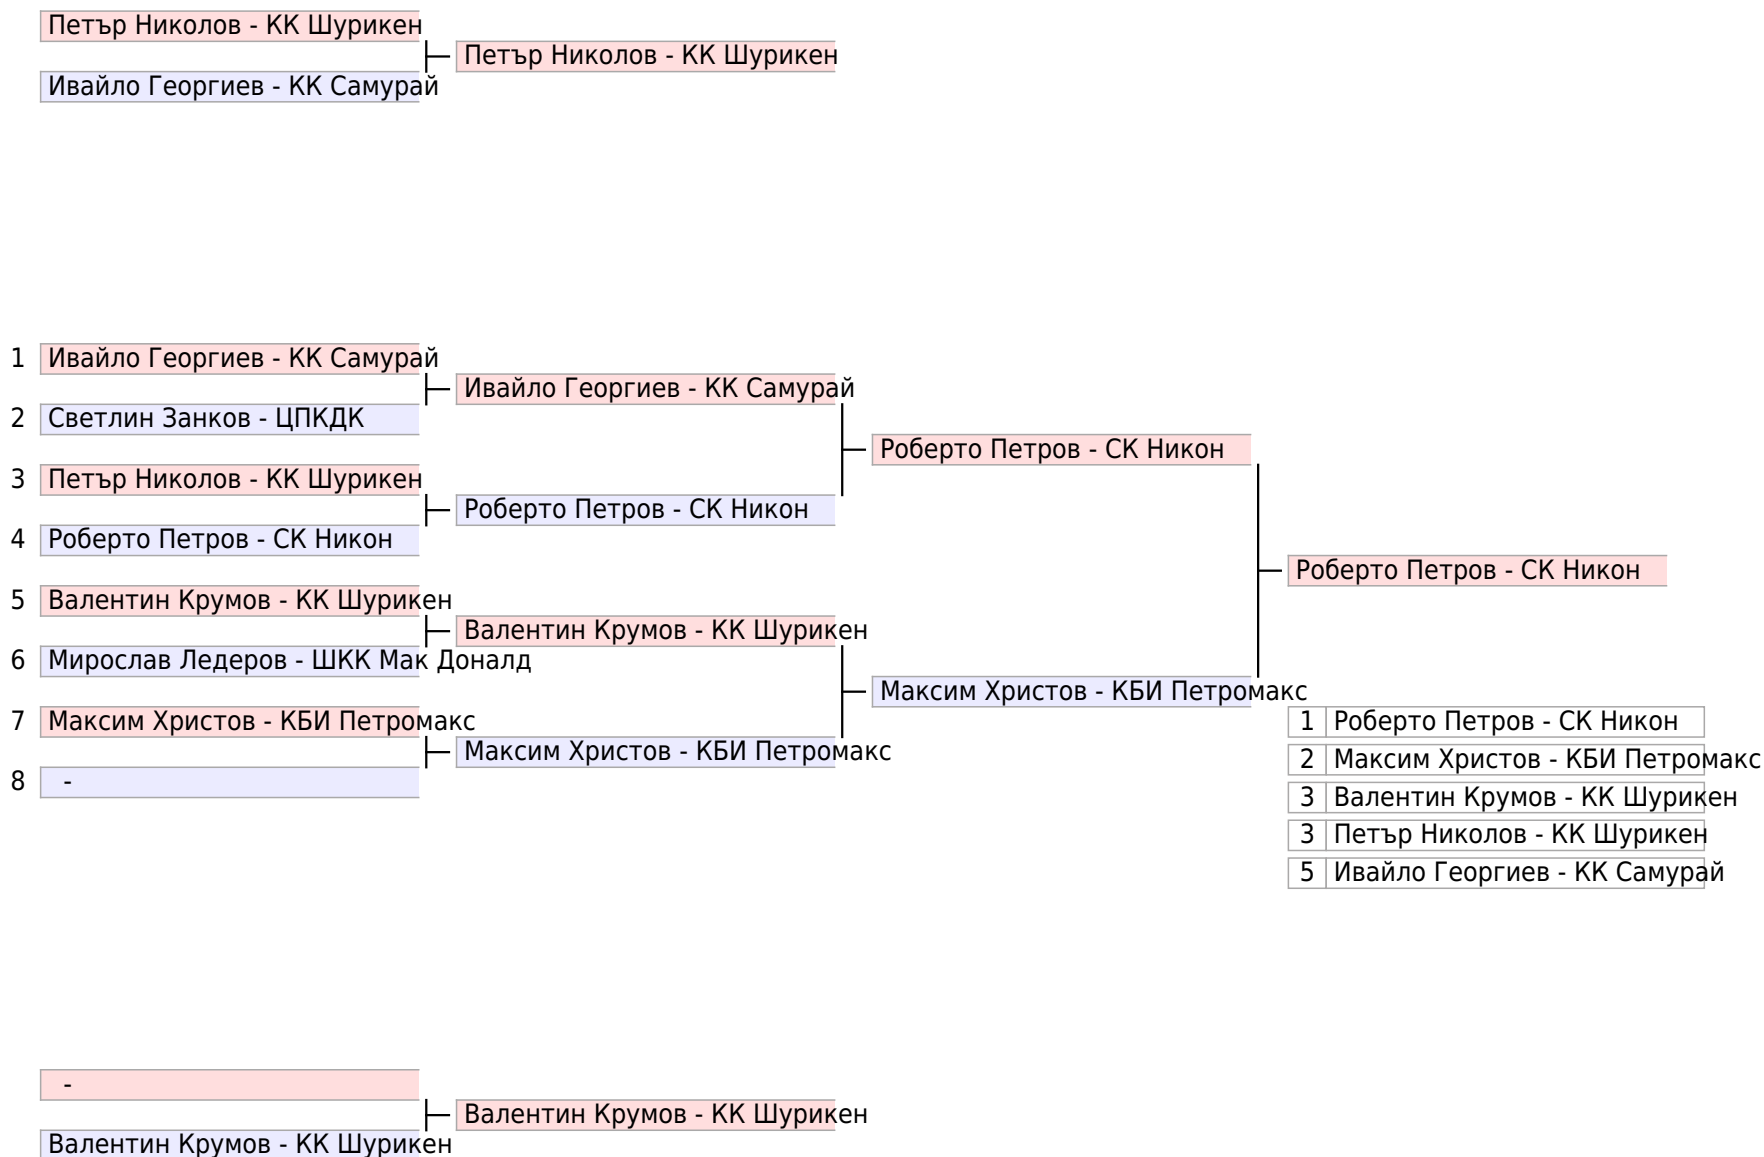 Петър Николов - КК Шурикен
Петър Николов - КК Шурикен
Ивайло Георгиев - КК Самурай
1 Ивайло Георгиев - КК Самурай
Ивайло Георгиев - КК Самурай
2 Светлин Занков - ЦПКДК
Роберто Петров - СК Никон
3 Петър Николов - КК Шурикен
Роберто Петров - СК Никон
4 Роберто Петров - СК Никон
Роберто Петров - СК Никон
5 Валентин Крумов - КК Шурикен
Валентин Крумов - КК Шурикен
6 Мирослав Ледеров - ШКК Мак Доналд
Максим Христов - КБИ Петромакс
7 Максим Христов - КБИ Петромакс
Максим Христов - КБИ Петромакс
8 -
1 Роберто Петров - СК Никон
2 Максим Христов - КБИ Петромакс
3 Валентин Крумов - КК Шурикен
3 Петър Николов - КК Шурикен
5 Ивайло Георгиев - КК Самурай
-
Валентин Крумов - КК Шурикен
Валентин Крумов - КК Шурикен